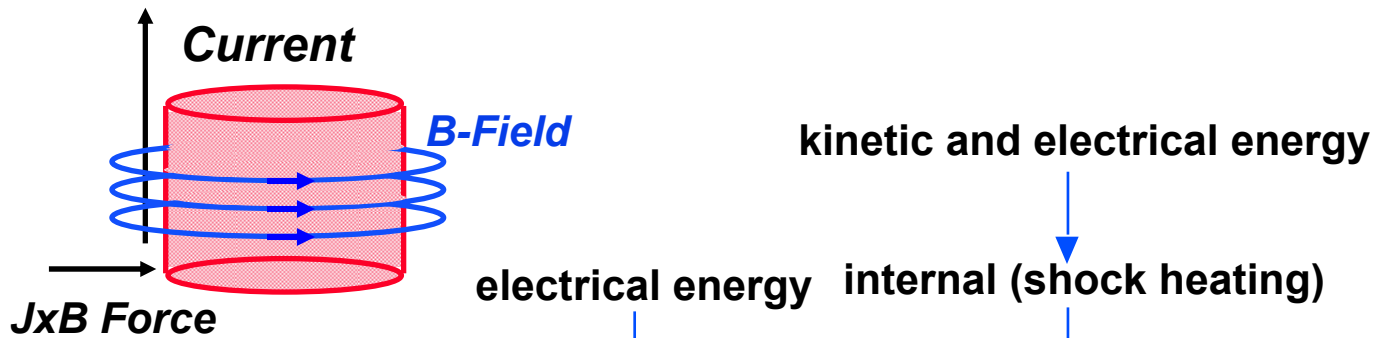 Current
B-Field
kinetic and electrical energy
electrical energy
internal (shock heating)
JxB Force